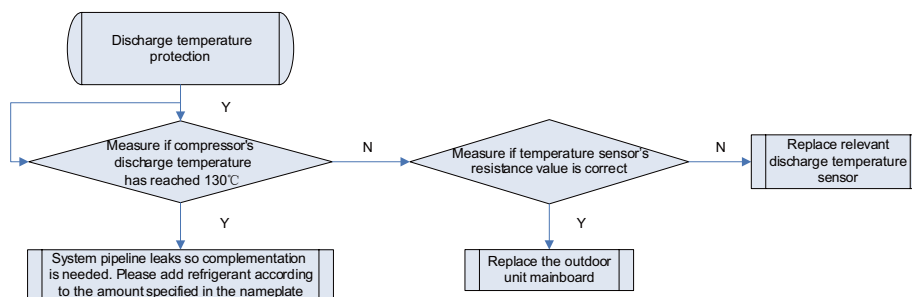 Discharge temperature
protection
Y
Measure if compressor's
discharge temperature
has reached 130℃
N
Measure if temperature sensor's
resistance value is correct
N
Replace relevant
discharge temperature
sensor
Y
Y
System pipeline leaks so complementation
is needed. Please add refrigerant according
to the amount specified in the nameplate
Replace the outdoor
unit mainboard